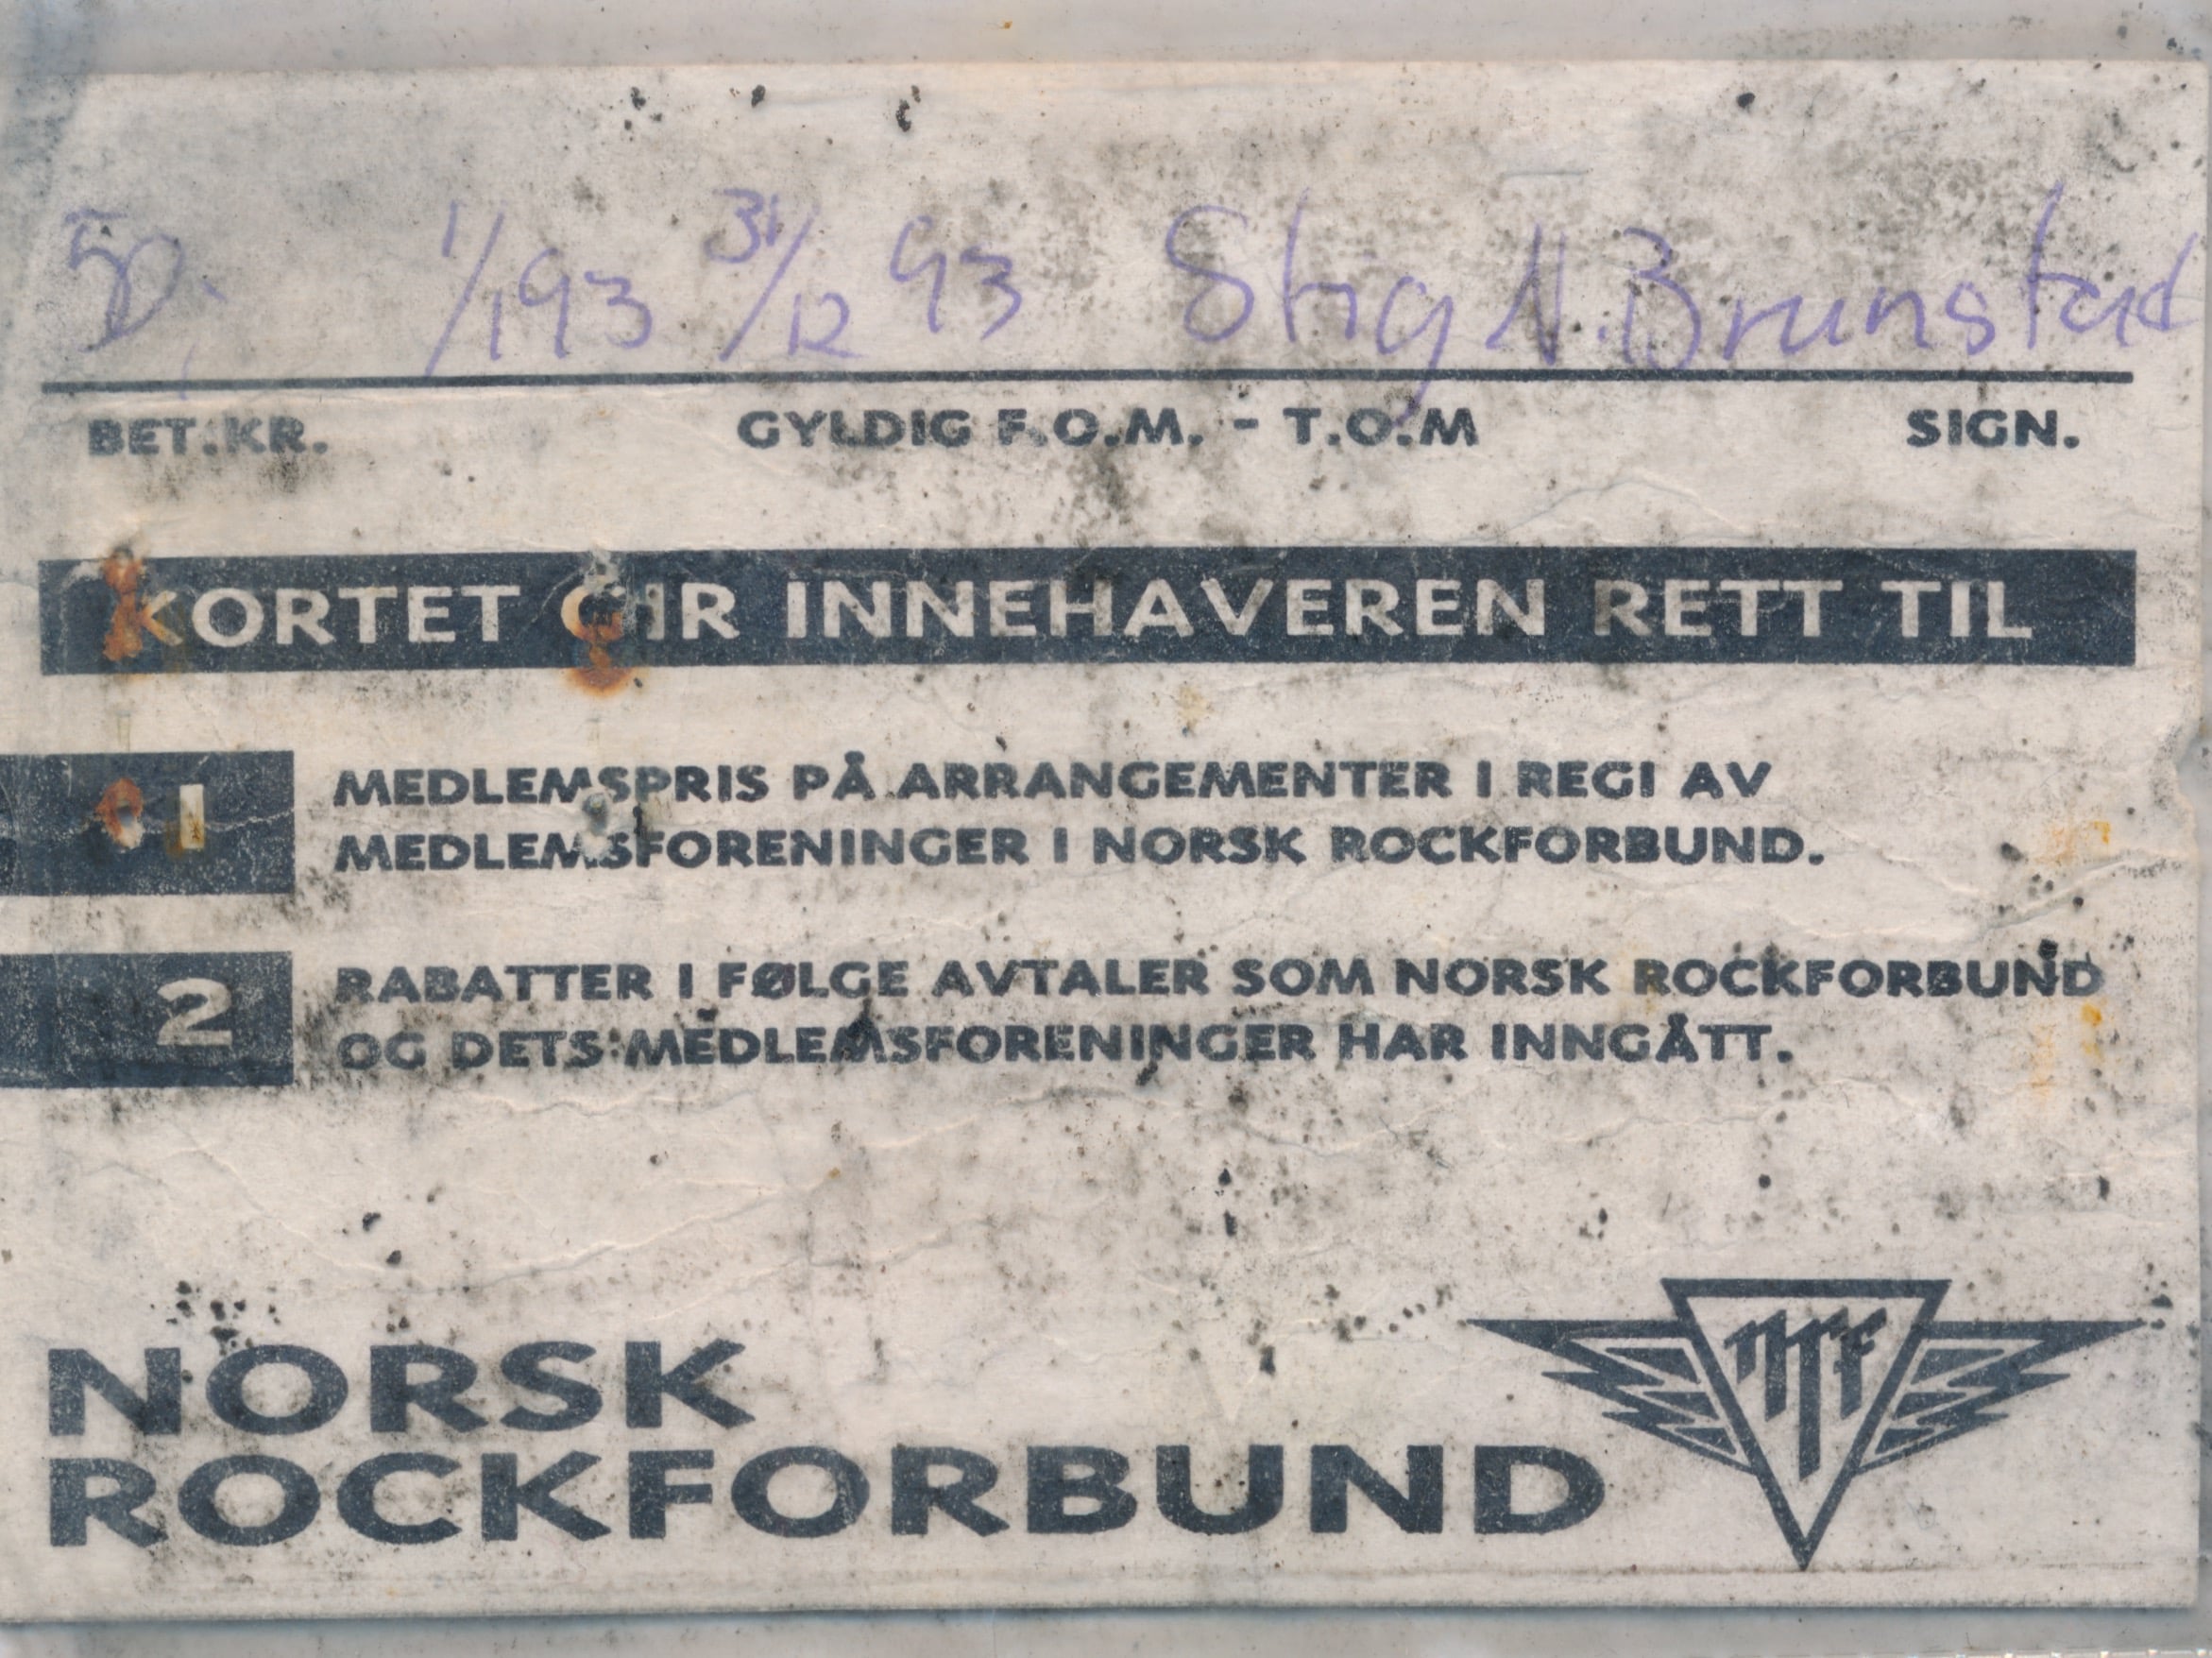 50,- 1/1 93 31/12 93 Stig N. Brunstad
BET.KR. GYLDIG F.O.M. - T.O.M SIGN.
KORTET GIR INNEHAVEREN RETT TIL
1 MEDLEMSPRIS PÅ ARRANGEMENTER I REGI AV
MEDLEMSFORENINGER I NORSK ROCKFORBUND.
2 RABATTER I FØLGE AVTALER SOM NORSK ROCKFORBUND
OG DETS MEDLEMSFORENINGER HAR INNGÅTT.
NORSK
ROCKFORBUND